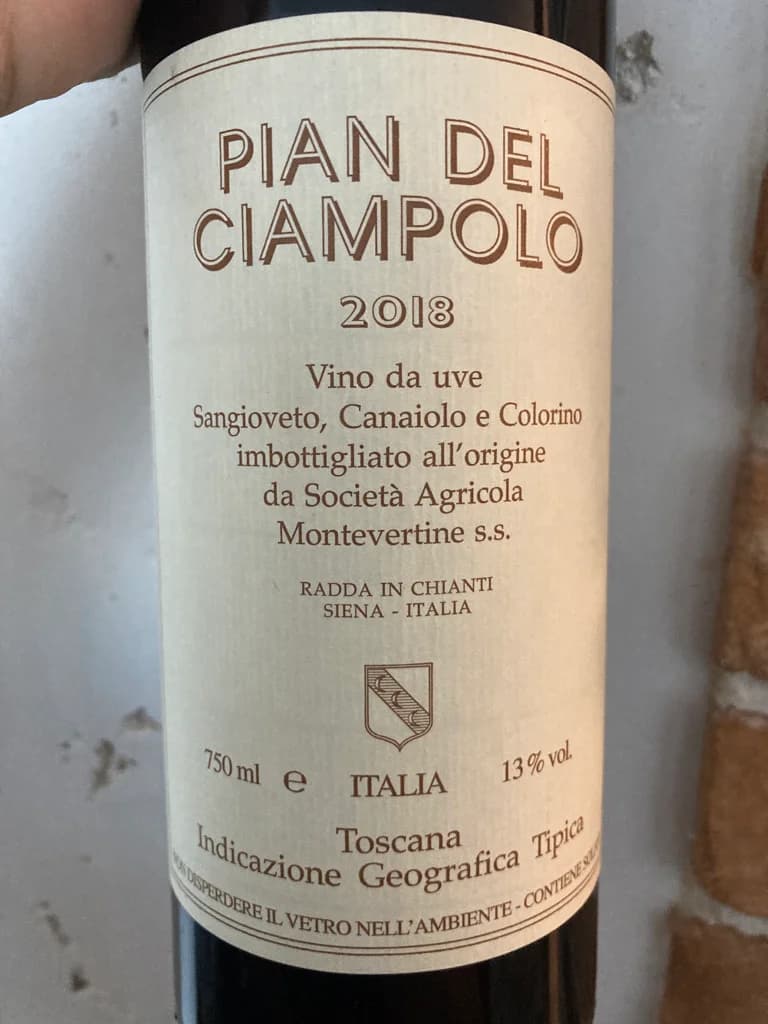 PIAN DEL
CIAMPOLO
2018
Vino da uve
Sangioveto, Canaiolo e Colorino
imbottigliato all'origine
da Società Agricola
Montevertine s.s.
RADDA IN CHIANTI
SIENA - ITALIA
750 ml e ITALIA 13% vol.
Toscana
Indicazione Geografica Tipica
DISPERDERE IL VETRO NELL'AMBIENTE - CONTIENE